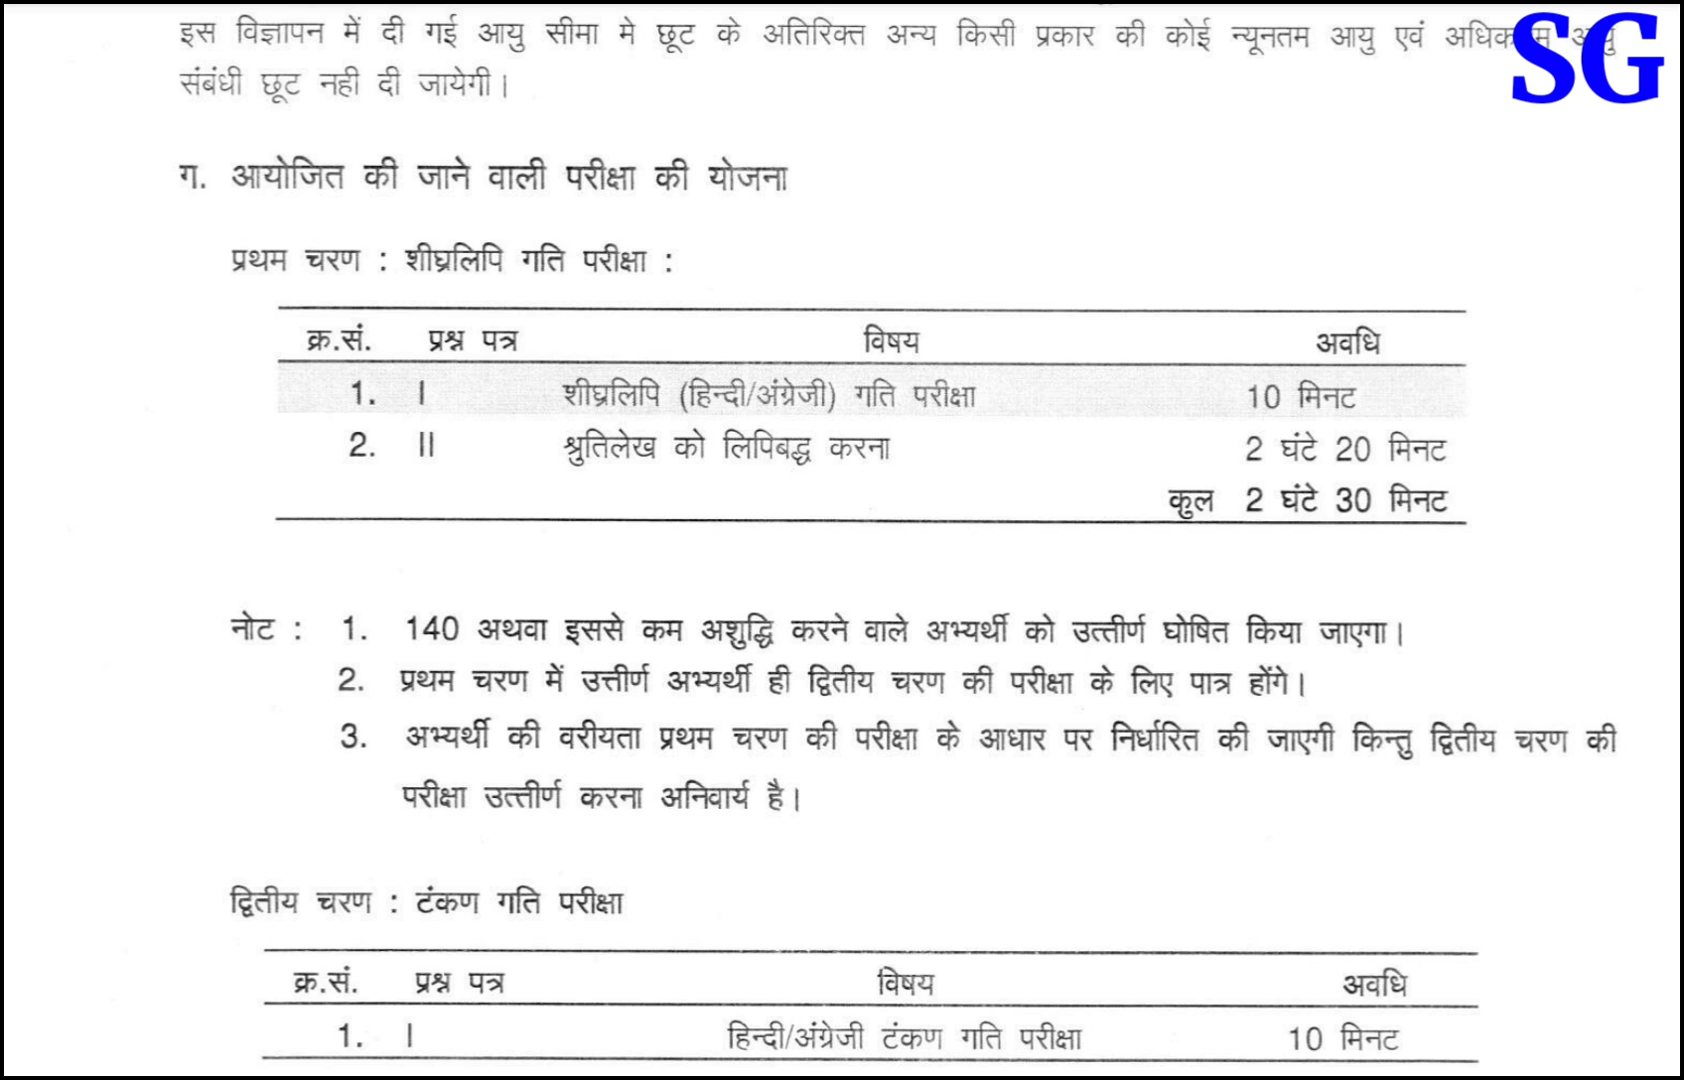 इस विज्ञापन में दी गई आयु सीमा मे छूट के अतिरिक्त अन्य किसी प्रकार की कोई न्यूनतम आयु एवं
SG
संबंधी छूट नही दी जायेगी।
ग. आयोजित की जाने वाली परीक्षा की योजना
प्रथम चरण : शीघ्रलिपि गति परीक्षा :
क्र.सं. प्रश्न पत्र विषय अवधि
1. I शीघ्रलिपि (हिन्दी/अंग्रेजी) गति परीक्षा 10 मिनट
2. II श्रुतिलेख को लिपिबद्ध करना 2 घंटे 20 मिनट
कुल 2 घंटे 30 मिनट
नोट : 1. 140 अथवा इससे कम अशुद्धि करने वाले अभ्यर्थी को उत्तीर्ण घोषित किया जाएगा।
2. प्रथम चरण में उत्तीर्ण अभ्यर्थी ही द्वितीय चरण की परीक्षा के लिए पात्र होंगे।
3. अभ्यर्थी की वरीयता प्रथम चरण की परीक्षा के आधार पर निर्धारित की जाएगी किन्तु द्वितीय चरण की
परीक्षा उत्तीर्ण करना अनिवार्य है।
द्वितीय चरण : टंकण गति परीक्षा
क्र.सं. प्रश्न पत्र विषय अवधि
1. I हिन्दी/अंग्रेजी टंकण गति परीक्षा 10 मिनट